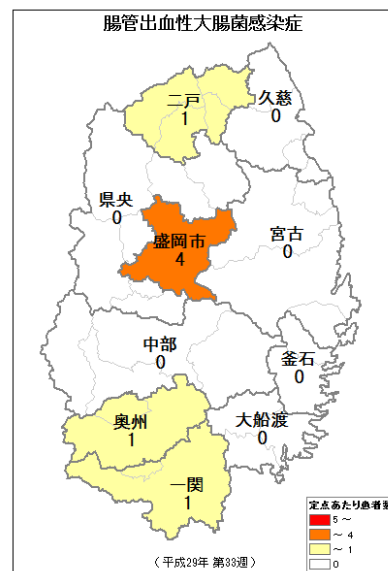 腸管出血性大腸菌感染症
二戸
1
久慈
0
県央
0
盛岡市
4
宮古
0
中部
0
釜石
0
奥州
1
大船渡
0
一関
1
定点あたり患者数
5 ～
～ 4
～ 1
0
（ 平成29年 第33週 ）